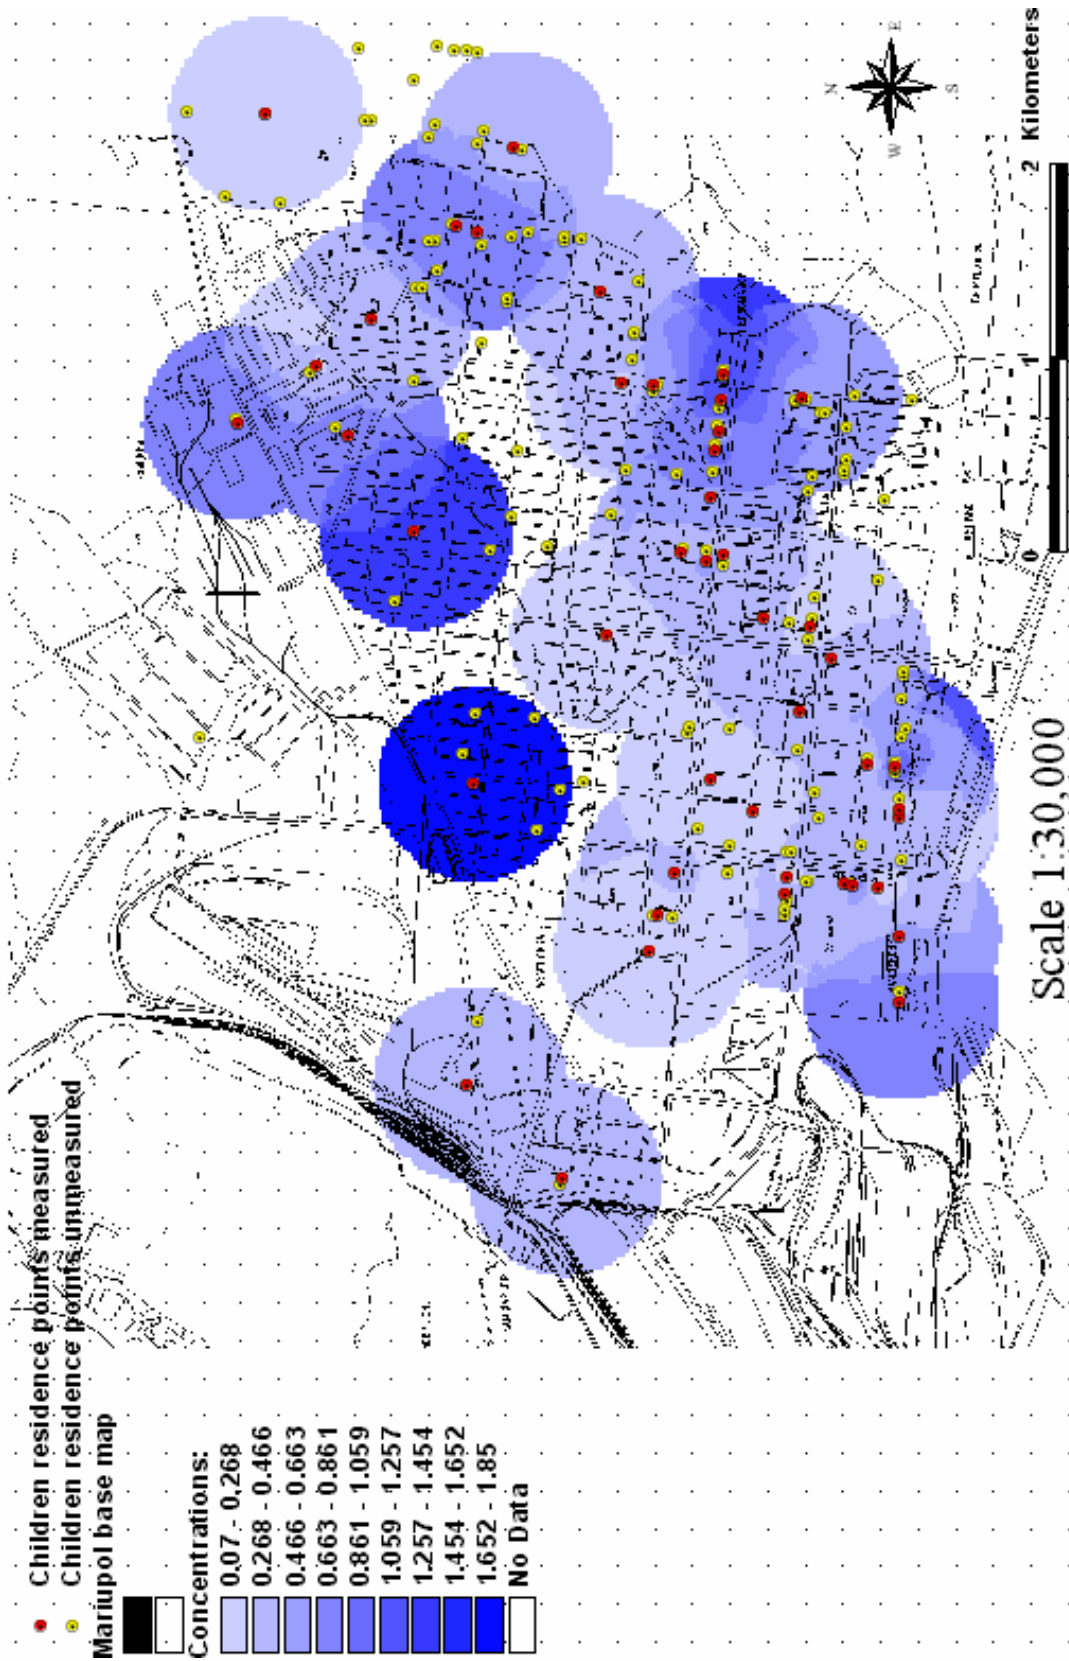 Children residence points measured
Children residence points unmeasured
Mariupol base map
Concentrations:
0.07 - 0.268
0.268 - 0.466
0.466 - 0.663
0.663 - 0.861
0.861 - 1.059
1.059 - 1.257
1.257 - 1.454
1.454 - 1.652
1.652 - 1.85
No Data
N
E
W
S
0 1 2 Kilometers
Scale 1:30,000